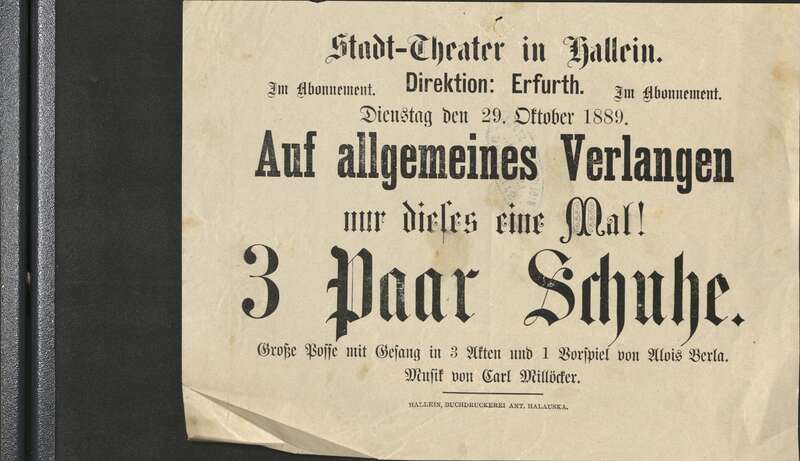 Stadt-Theater in Hallein.
Im Abonnement. Direktion: Erfurth. Im Abonnement.
Dienstag den 29. Oktober 1889.
Auf allgemeines Verlangen
nur dieses eine Mal!
3 Paar Schuhe.
Große Posse mit Gesang in 3 Akten und 1 Vorspiel von Alois Berla.
Musik von Carl Millöcker.
HALLEIN, BUCHDRUCKEREI ANT. HALAUSKA.